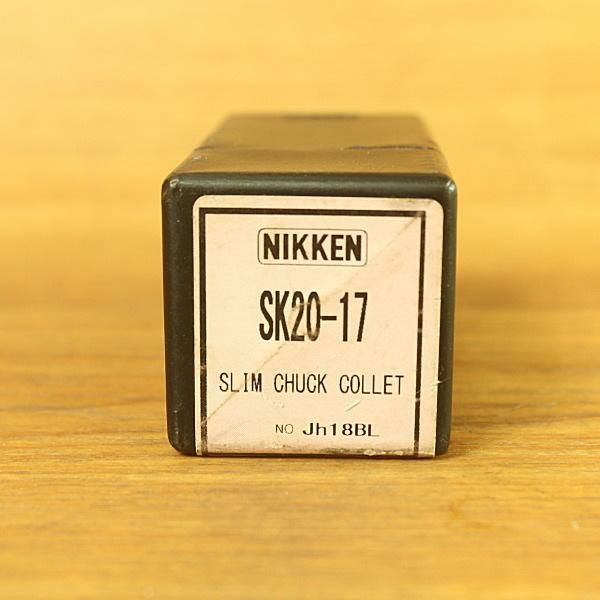 NIKKEN
SK20-17
SLIM CHUCK COLLET
NO Jh18BL